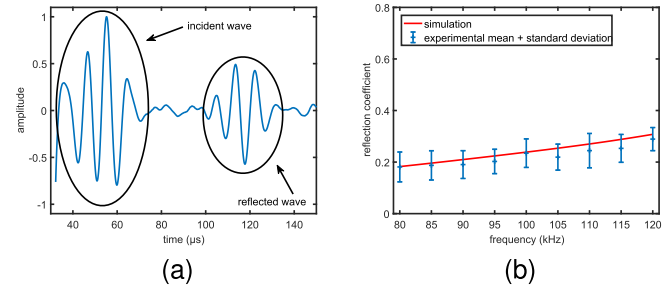 incident wave
reflected wave
amplitude
1
0.5
0
-0.5
-1
40 60 80 100 120 140
time (µs)
(a)
simulation
experimental mean + standard deviation
reflection coefficient
0.8
0.6
0.4
0.2
0
80 85 90 95 100 105 110 115 120
frequency (kHz)
(b)